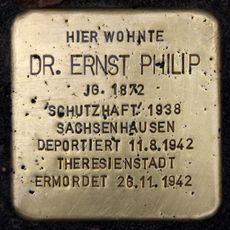 HIER WOHNTE
DR. ERNST PHILIP
JG. 1872
SCHUTZHAFT 1938
SACHSENHAUSEN
DEPORTIERT 11.8.1942
THERESIENSTADT
ERMORDET 26.11.1942